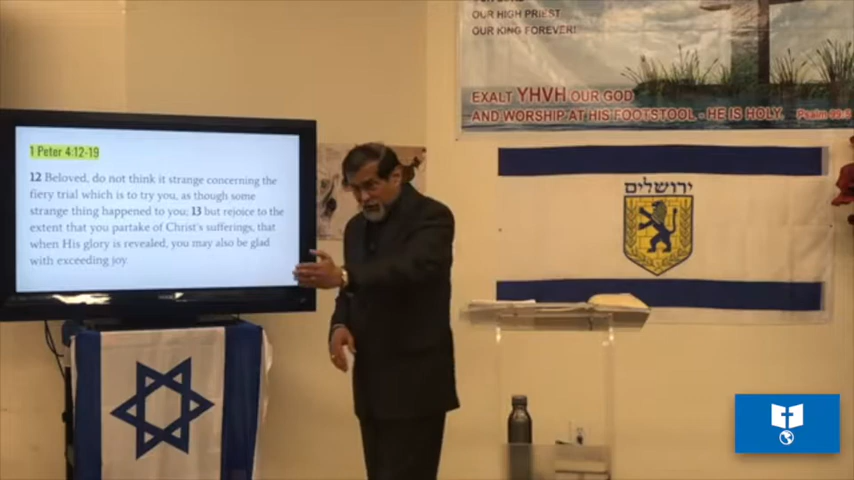 OUR HIGH PRIEST
OUR KING FOREVER!
EXALT YHVH OUR GOD
AND WORSHIP AT HIS FOOTSTOOL - HE IS HOLY. Psalm 99:5
1 Peter 4:12-19
12 Beloved, do not think it strange concerning the
fiery trial which is to try you, as though some
strange thing happened to you; 13 but rejoice to the
extent that you partake of Christ's sufferings, that
when His glory is revealed, you may also be glad
with exceeding joy.
ירושלים